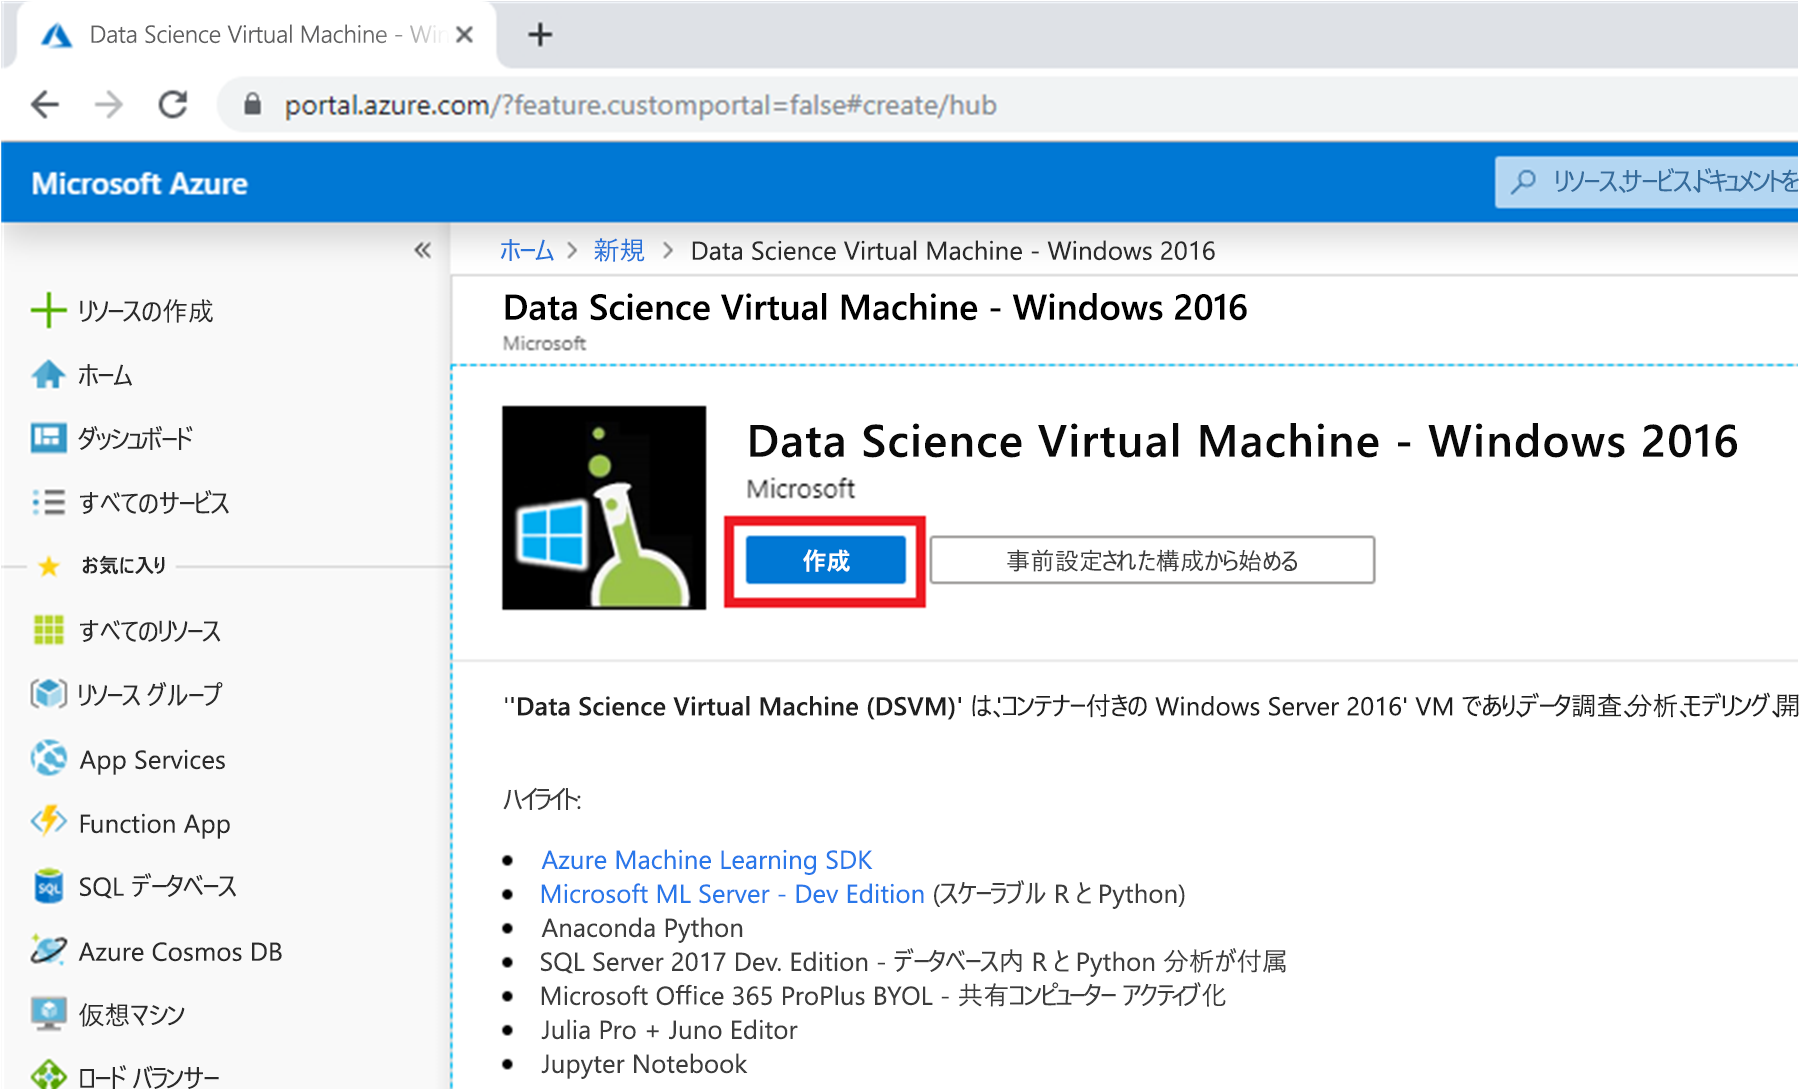 Data Science Virtual Machine - Win
portal.azure.com/?feature.customportal=false#create/hub
Microsoft Azure
リソース、サービス、ドキュメントを
ホーム > 新規 > Data Science Virtual Machine - Windows 2016
Data Science Virtual Machine - Windows 2016
Microsoft
リソースの作成
ホーム
ダッシュボード
すべてのサービス
お気に入り
すべてのリソース
リソース グループ
App Services
Function App
SQL データベース
Azure Cosmos DB
仮想マシン
ロード バランサー
Data Science Virtual Machine - Windows 2016
Microsoft
作成
事前設定された構成から始める
''Data Science Virtual Machine (DSVM)' は、'コンテナー付きの Windows Server 2016' VM であり、データ調査、分析、モデリング、開
ハイライト:
• Azure Machine Learning SDK
• Microsoft ML Server - Dev Edition (スケーラブル R と Python)
• Anaconda Python
• SQL Server 2017 Dev. Edition - データベース内 R と Python 分析が付属
• Microsoft Office 365 ProPlus BYOL - 共有コンピューター アクティブ化
• Julia Pro + Juno Editor
• Jupyter Notebook